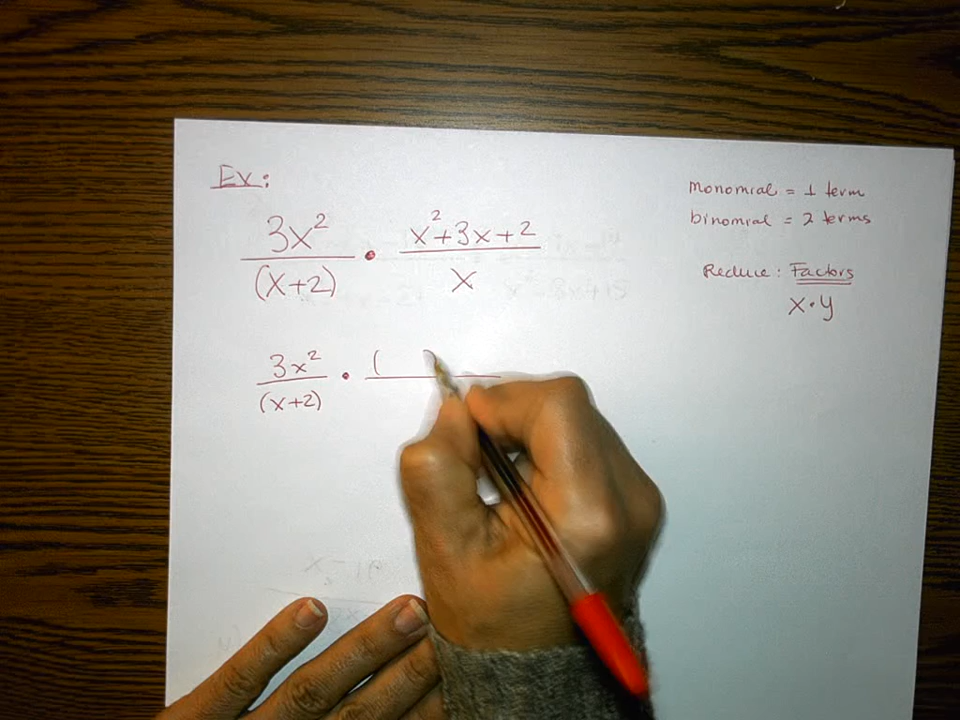 Ex:
3x² / (x+2) • x²+3x+2 / x
3x² / (x+2) • ( )
monomial = 1 term
binomial = 2 terms
Reduce: Factors
x•y